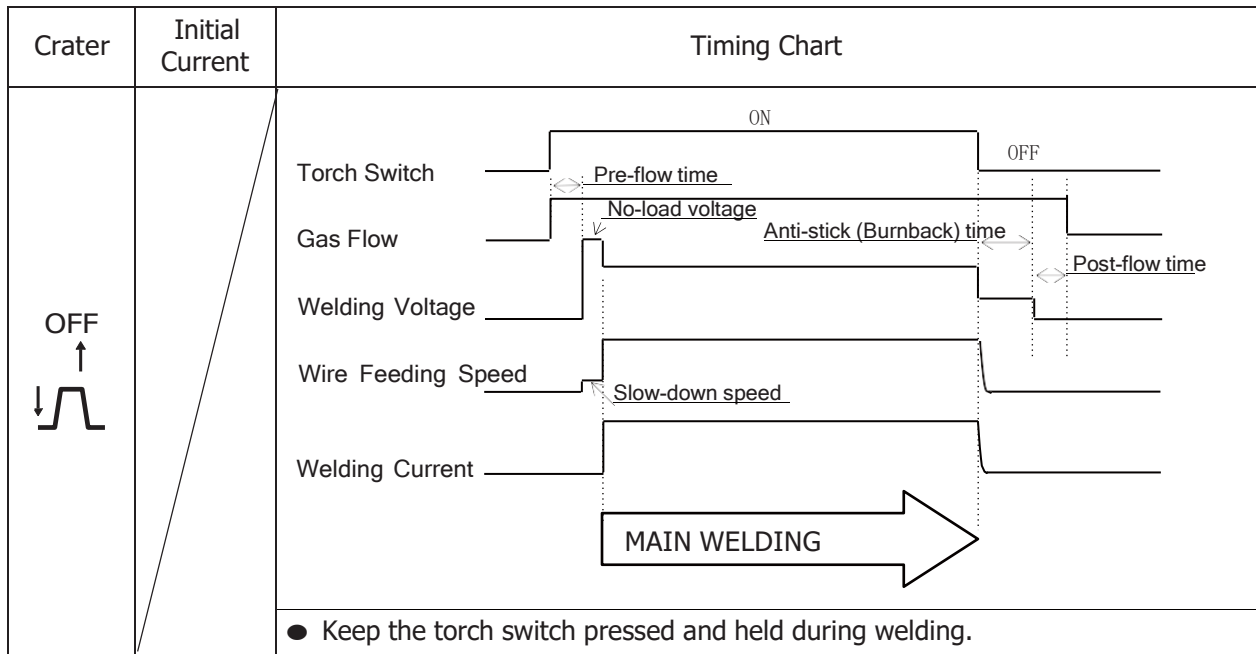 Crater
Initial
Current
Timing Chart
OFF
ON
OFF
Torch Switch
Pre-flow time
No-load voltage
Gas Flow
Anti-stick (Burnback) time
Post-flow time
Welding Voltage
Wire Feeding Speed
Slow-down speed
Welding Current
MAIN WELDING
● Keep the torch switch pressed and held during welding.